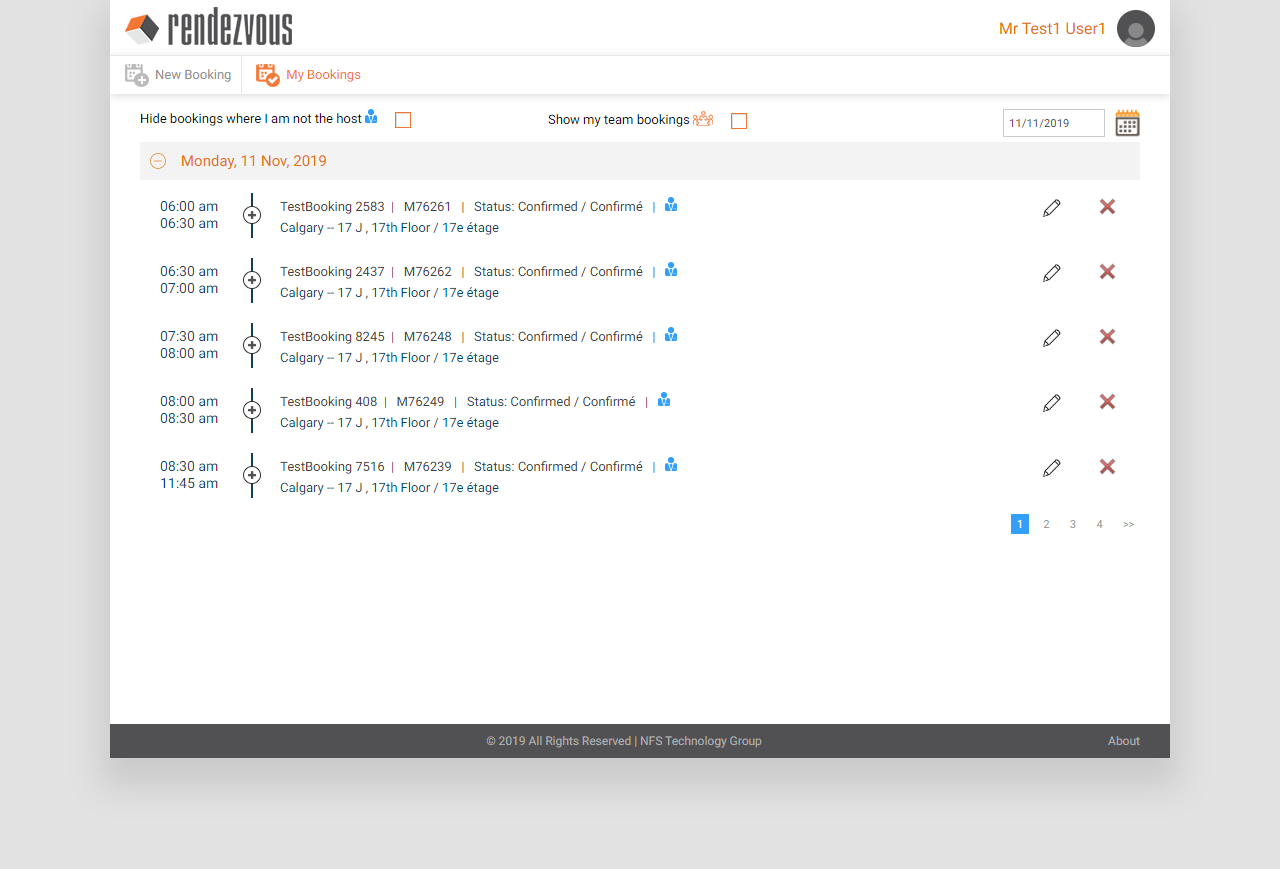 rendezvous
Mr Test1 User1
New Booking
My Bookings
Hide bookings where I am not the host
Show my team bookings
11/11/2019
Monday, 11 Nov, 2019
06:00 am
06:30 am
TestBooking 2583 | M76261 | Status: Confirmed / Confirmé |
Calgary -- 17 J , 17th Floor / 17e étage
06:30 am
07:00 am
TestBooking 2437 | M76262 | Status: Confirmed / Confirmé |
Calgary -- 17 J , 17th Floor / 17e étage
07:30 am
08:00 am
TestBooking 8245 | M76248 | Status: Confirmed / Confirmé |
Calgary -- 17 J , 17th Floor / 17e étage
08:00 am
08:30 am
TestBooking 408 | M76249 | Status: Confirmed / Confirmé |
Calgary -- 17 J , 17th Floor / 17e étage
08:30 am
11:45 am
TestBooking 7516 | M76239 | Status: Confirmed / Confirmé |
Calgary -- 17 J , 17th Floor / 17e étage
1 2 3 4 >>
© 2019 All Rights Reserved | NFS Technology Group
About